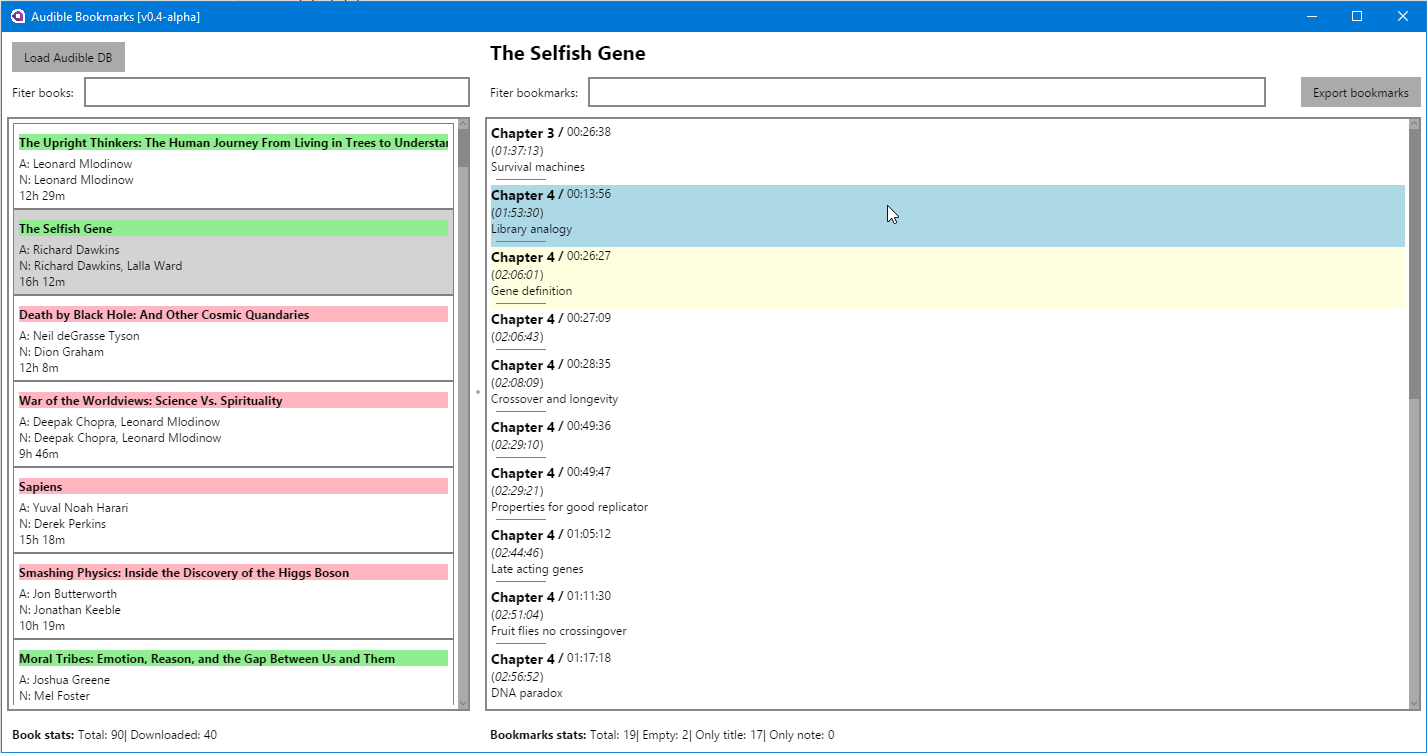 Audible Bookmarks [v0.4-alpha]
Load Audible DB
The Selfish Gene
Fiter books:
Fiter bookmarks:
Export bookmarks
The Upright Thinkers: The Human Journey From Living in Trees to Understan
A: Leonard Mlodinow
N: Leonard Mlodinow
12h 29m
The Selfish Gene
A: Richard Dawkins
N: Richard Dawkins, Lalla Ward
16h 12m
Death by Black Hole: And Other Cosmic Quandaries
A: Neil deGrasse Tyson
N: Dion Graham
12h 8m
War of the Worldviews: Science Vs. Spirituality
A: Deepak Chopra, Leonard Mlodinow
N: Deepak Chopra, Leonard Mlodinow
9h 46m
Sapiens
A: Yuval Noah Harari
N: Derek Perkins
15h 18m
Smashing Physics: Inside the Discovery of the Higgs Boson
A: Jon Butterworth
N: Jonathan Keeble
10h 19m
Moral Tribes: Emotion, Reason, and the Gap Between Us and Them
A: Joshua Greene
N: Mel Foster
Chapter 3 / 00:26:38
(01:37:13)
Survival machines
Chapter 4 / 00:13:56
(01:53:30)
Library analogy
Chapter 4 / 00:26:27
(02:06:01)
Gene definition
Chapter 4 / 00:27:09
(02:06:43)
Chapter 4 / 00:28:35
(02:08:09)
Crossover and longevity
Chapter 4 / 00:49:36
(02:29:10)
Chapter 4 / 00:49:47
(02:29:21)
Properties for good replicator
Chapter 4 / 01:05:12
(02:44:46)
Late acting genes
Chapter 4 / 01:11:30
(02:51:04)
Fruit flies no crossingover
Chapter 4 / 01:17:18
(02:56:52)
DNA paradox
Book stats: Total: 90| Downloaded: 40
Bookmarks stats: Total: 19| Empty: 2| Only title: 17| Only note: 0